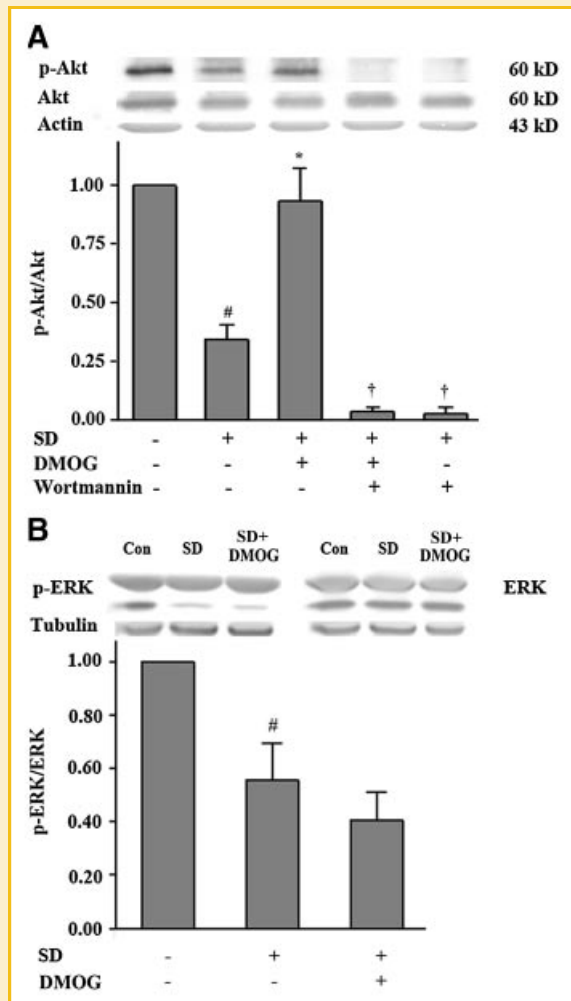 A
p-Akt 60 kD
Akt 60 kD
Actin 43 kD
p-Akt/Akt
1.00
0.75
0.50
0.25
0.00
# * † †
SD - + + + +
DMOG - - + + -
Wortmannin - - - + +
B
Con SD SD+ DMOG Con SD SD+ DMOG
p-ERK ERK
Tubulin
p-ERK/ERK
1.00
0.80
0.60
0.40
0.20
0.00
#
SD - + +
DMOG - - +